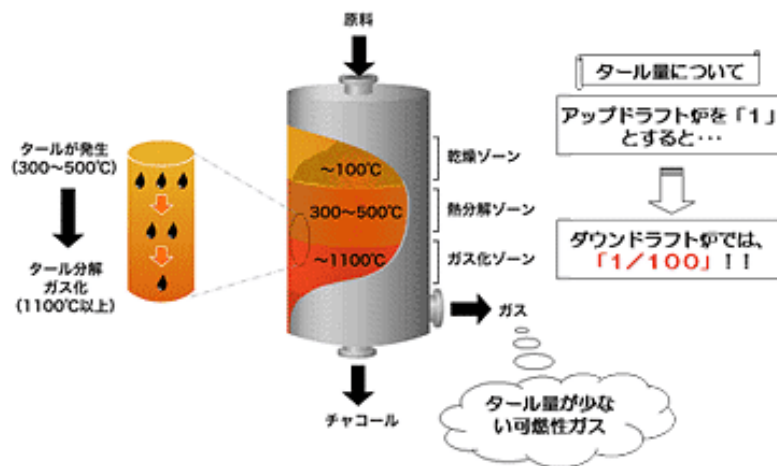 原料
タールが発生
(300〜500℃)
タール分解
ガス化
(1100℃以上)
〜100℃
300〜500℃
〜1100℃
乾燥ゾーン
熱分解ゾーン
ガス化ゾーン
ガス
チャコール
タール量が少な
い可燃性ガス
タール量について
アップドラフト炉を「1」
とすると・・・
ダウンドラフト炉では、
「1/100」!!